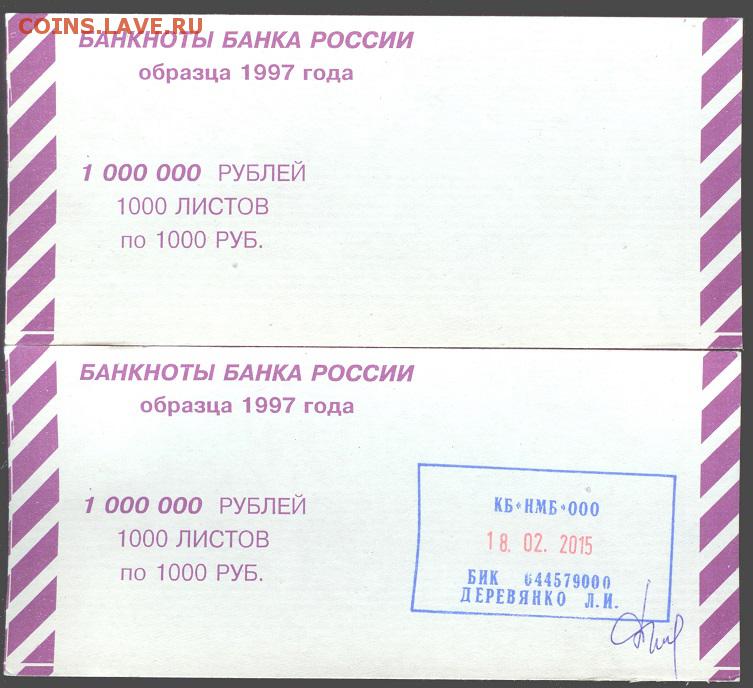 COINS.LAVE.RU
БАНКНОТЫ БАНКА РОССИИ
образца 1997 года
1 000 000 РУБЛЕЙ
1000 ЛИСТОВ
по 1000 РУБ.
БАНКНОТЫ БАНКА РОССИИ
образца 1997 года
1 000 000 РУБЛЕЙ
1000 ЛИСТОВ
по 1000 РУБ.
КБ«НМБ»ООО
18. 02. 2015
БИК 044579000
ДЕРЕВЯНКО Л.И.